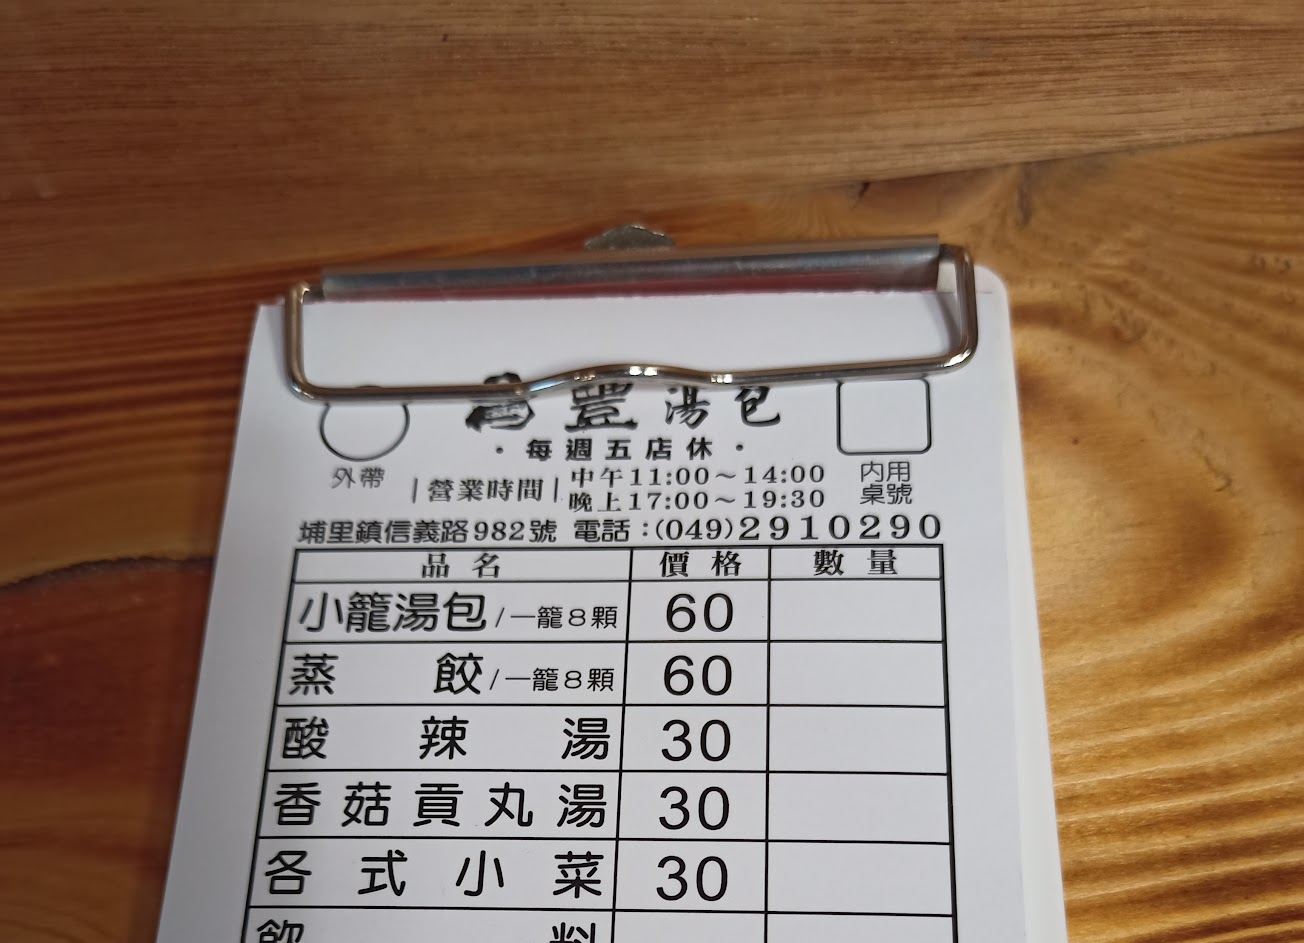 豐湯包
·每週五店休·
外帶
|營業時間| 中午11:00~14:00
晚上17:00~19:30
內用
桌號
埔里鎮信義路982號 電話:(049)2910290
品名 價格 數量
小籠湯包/一籠8顆 60
蒸餃/一籠8顆 60
酸辣湯 30
香菇貢丸湯 30
各式小菜 30
飲料